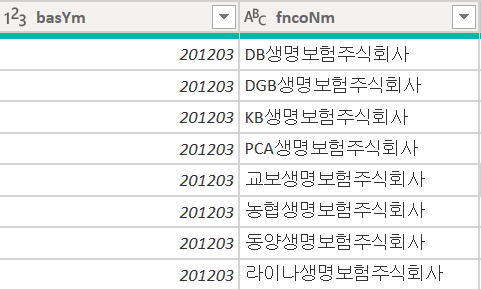 123 basYm ABC fncoNm
201203 DB생명보험주식회사
201203 DGB생명보험주식회사
201203 KB생명보험주식회사
201203 PCA생명보험주식회사
201203 교보생명보험주식회사
201203 농협생명보험주식회사
201203 동양생명보험주식회사
201203 라이나생명보험주식회사